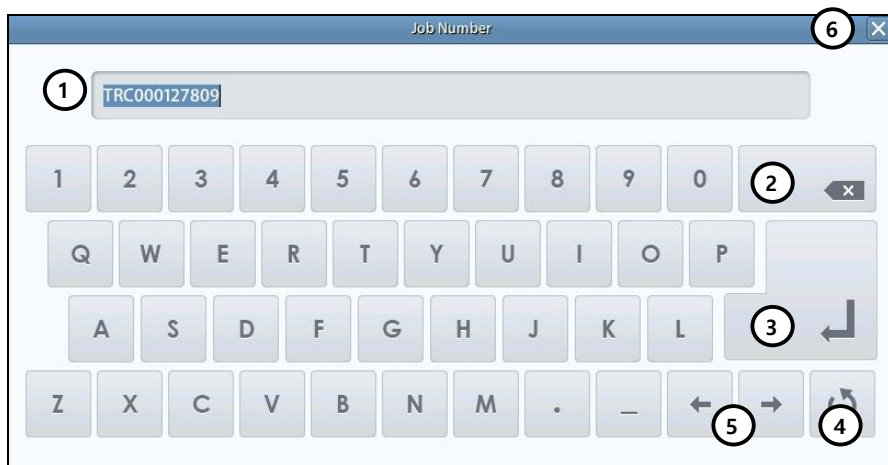 Job Number
6
1
TRC000127809
1 2 3 4 5 6 7 8 9 0
2
Q W E R T Y U I O P
A S D F G H J K L
3
Z X C V B N M . _
5
4